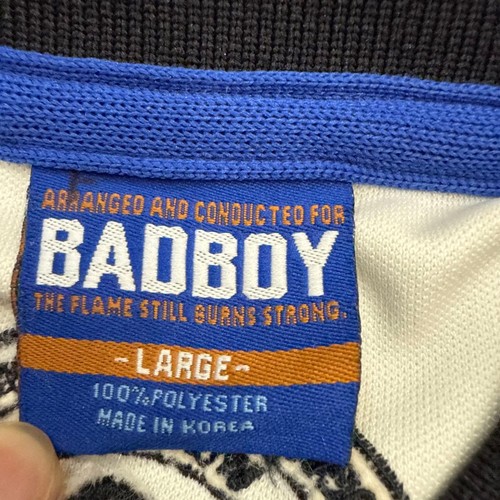 ARRANGED AND CONDUCTED FOR
BADBOY
THE FLAME STILL BURNS STRONG.
-LARGE-
100% POLYESTER
MADE IN KOREA